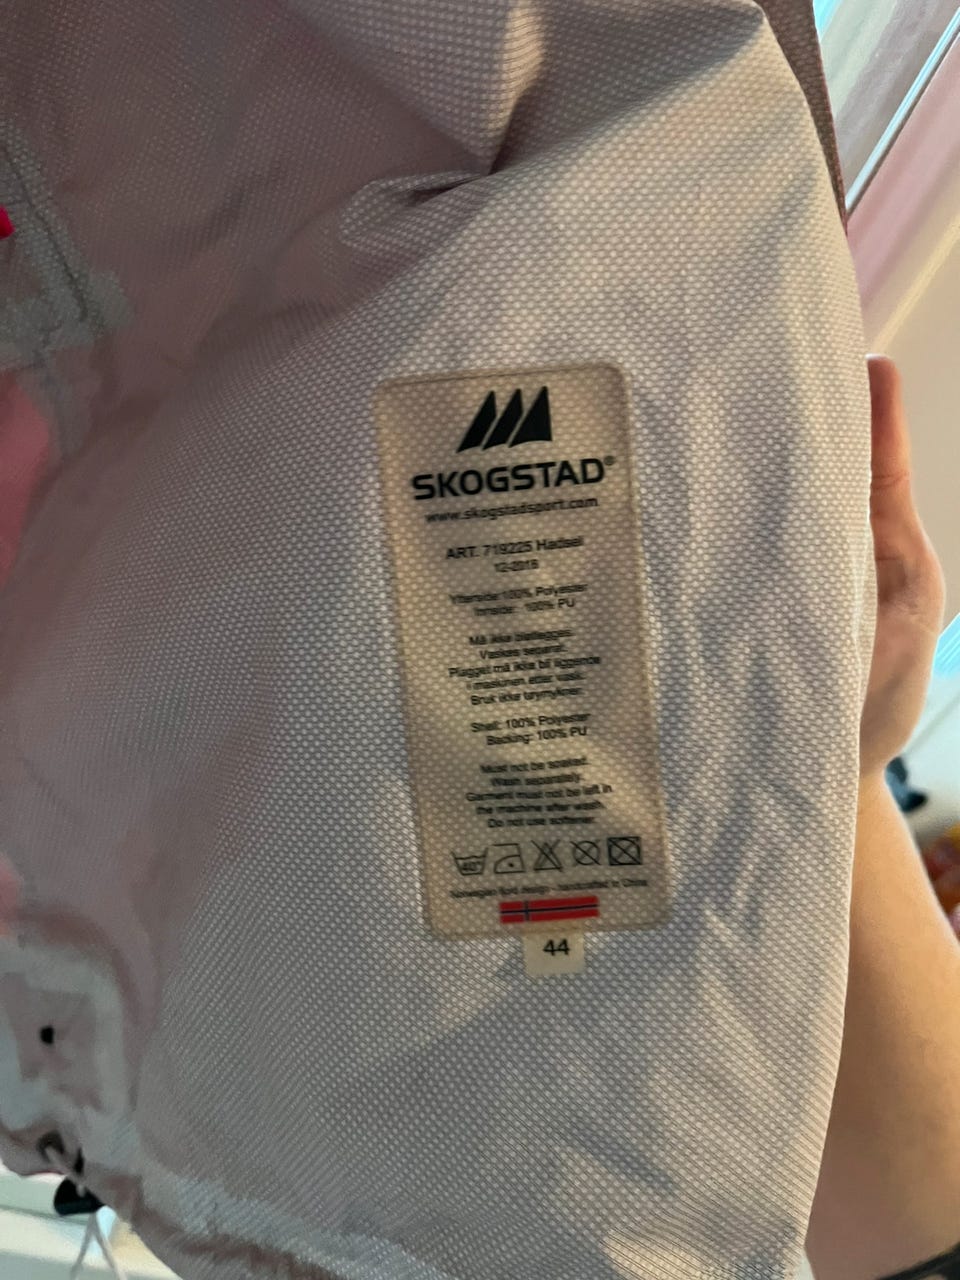 SKOGSTAD®
www.skogstadsport.com
ART. 719225 Hadsel
12-2016
Ytterside:100% Polyester
Innside: 100% PU
Må ikke bløtlegges.
Vaskes separat.
Plagget må ikke bli liggende
i maskinen etter vask.
Bruk ikke tøymykner.
Shell: 100% Polyester
Backing: 100% PU
Must not be soaked.
Wash separately.
Garment must not be left in
the machine after wash.
Do not use softener.
40°
Norwegian fjord design - handcrafted in China
44